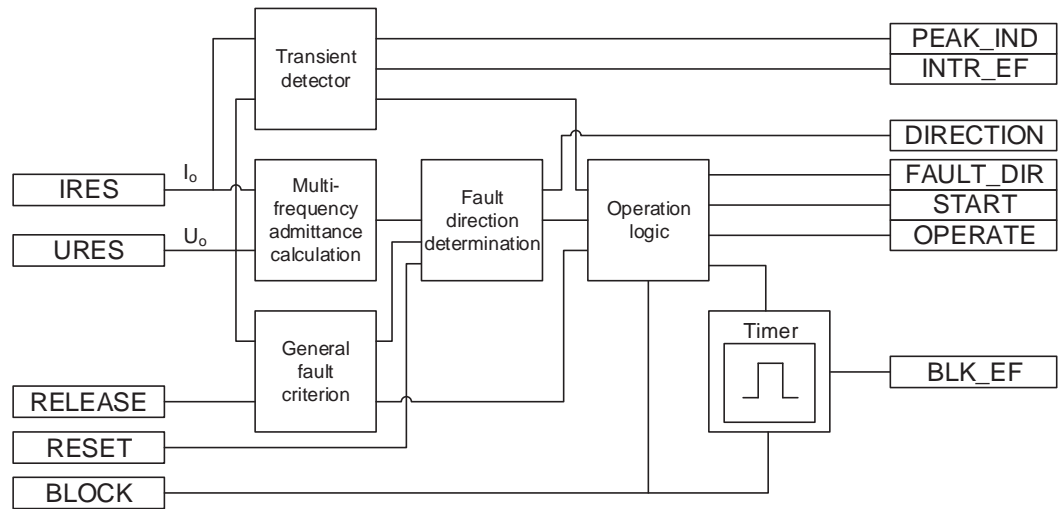 Transient
detector
PEAK_IND
INTR_EF
DIRECTION
IRES
Io
Multi-
frequency
admittance
calculation
Fault
direction
determination
Operation
logic
FAULT_DIR
START
OPERATE
URES
Uo
General
fault
criterion
Timer
BLK_EF
RELEASE
RESET
BLOCK